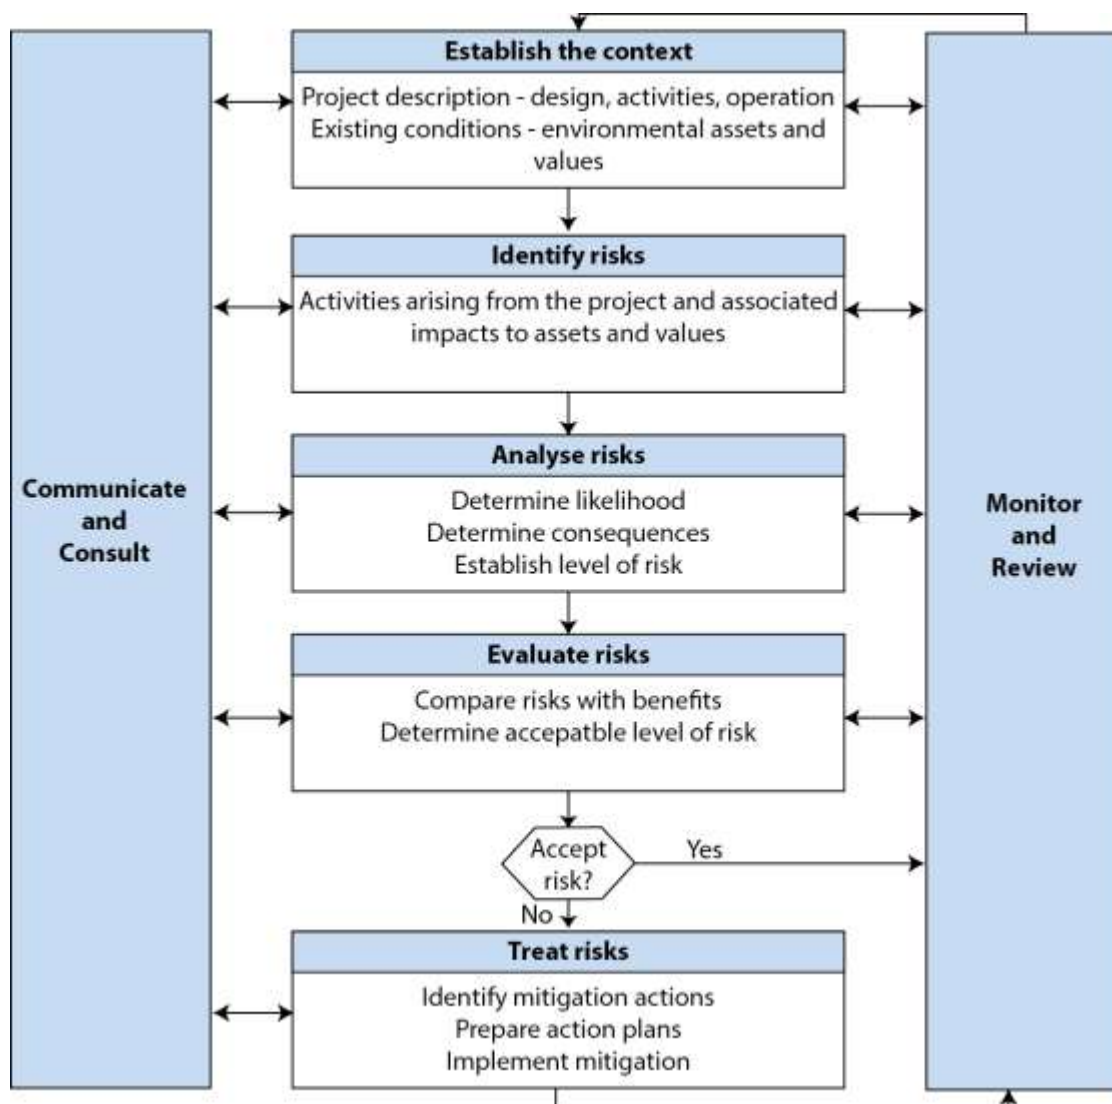 Establish the context
Project description - design, activities, operation
Existing conditions - environmental assets and
values
Identify risks
Activities arising from the project and associated
impacts to assets and values
Analyse risks
Determine likelihood
Determine consequences
Establish level of risk
Communicate
and
Consult
Monitor
and
Review
Evaluate risks
Compare risks with benefits
Determine accepatble level of risk
Accept
risk?
Yes
No
Treat risks
Identify mitigation actions
Prepare action plans
Implement mitigation